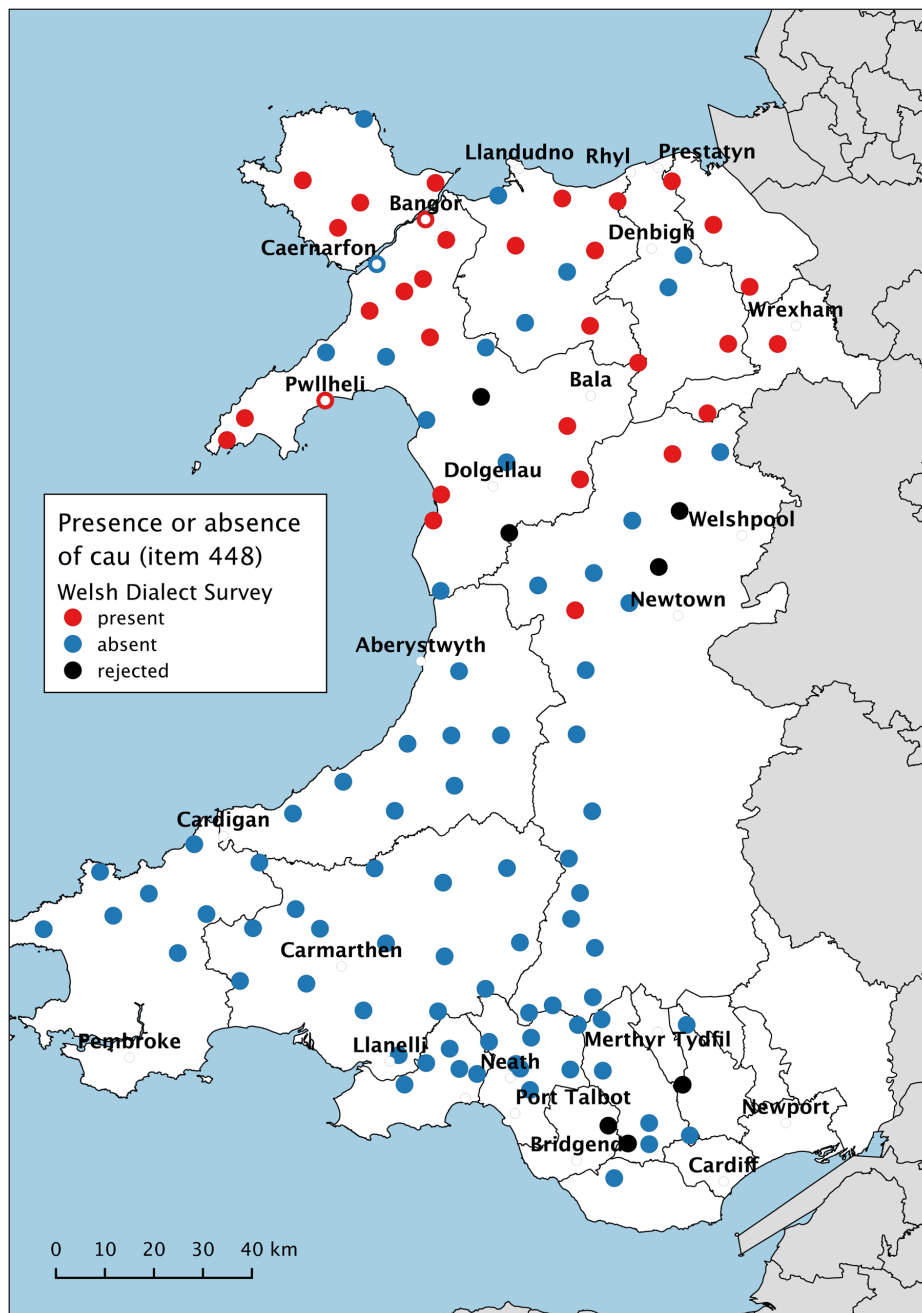 Llandudno
Rhyl
Prestatyn
Bangor
Denbigh
Caernarfon
Wrexham
Pwllheli
Bala
Dolgellau
Presence or absence
of cau (item 448)
Welsh Dialect Survey
present
absent
rejected
Welshpool
Newtown
Aberystwyth
Cardigan
Carmarthen
Pembroke
Llanelli
Merthyr Tydfil
Neath
Port Talbot
Newport
Bridgend
Cardiff
0 10 20 30 40 km